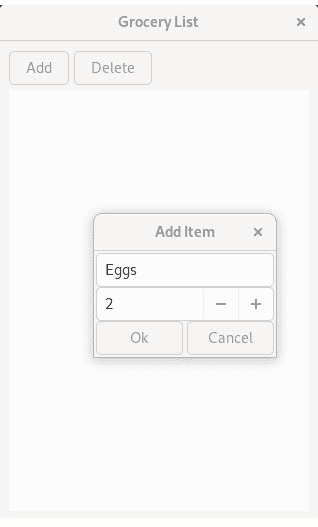 Grocery List ×
Add Delete
Add Item ×
Eggs
2 − +
Ok Cancel